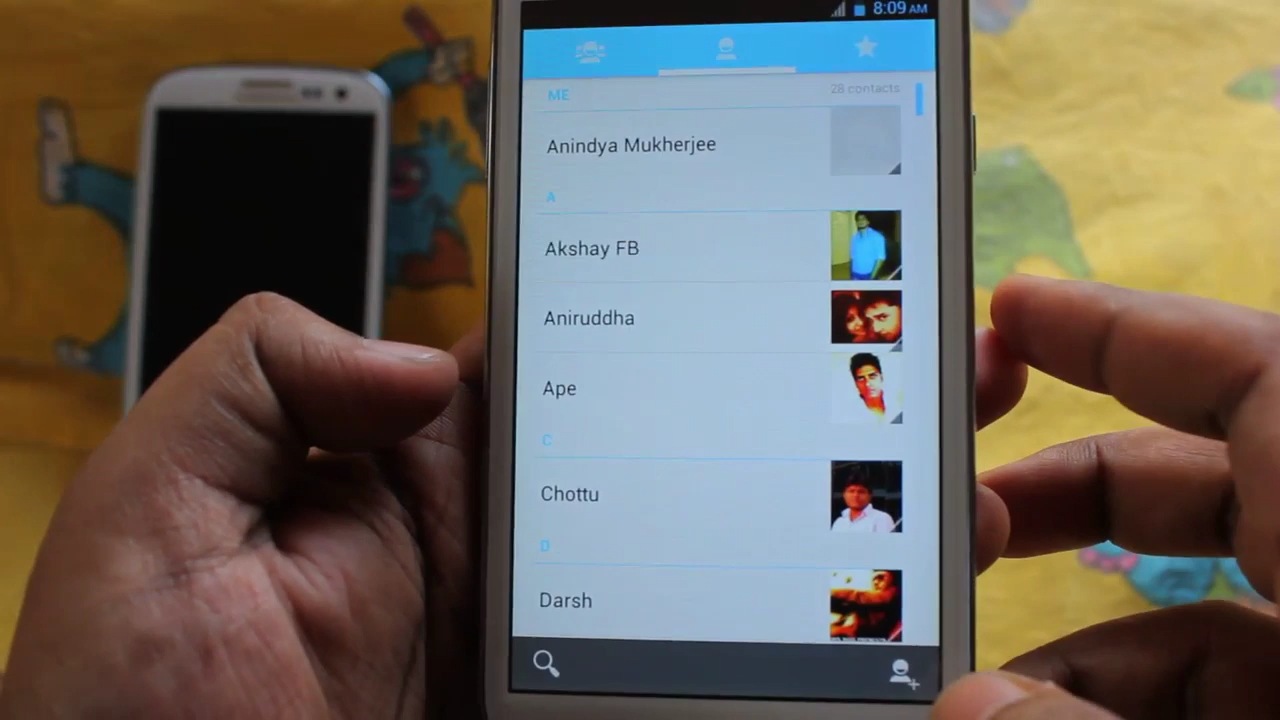 8:09 AM
ME
28 contacts
Anindya Mukherjee
A
Akshay FB
Aniruddha
Ape
C
Chottu
D
Darsh